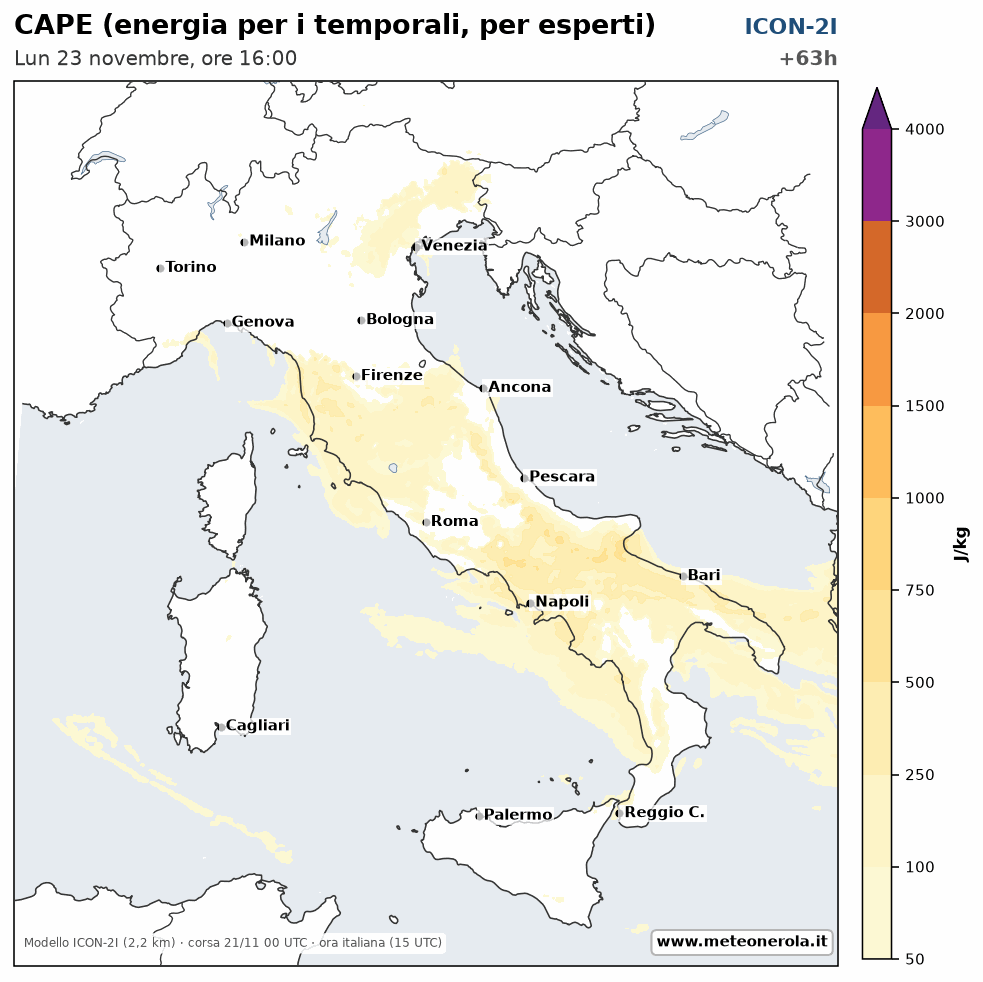 CAPE (energia per i temporali, per esperti)
ICON-2I
Lun 23 novembre, ore 16:00
+63h
Milano
Venezia
Torino
Genova
Bologna
Firenze
Ancona
Pescara
Roma
Bari
Napoli
Cagliari
Palermo
Reggio C.
4000
3000
2000
1500
1000
750
500
250
100
50
J/kg
Modello ICON-2I (2,2 km) · corsa 21/11 00 UTC · ora italiana (15 UTC)
www.meteonerola.it